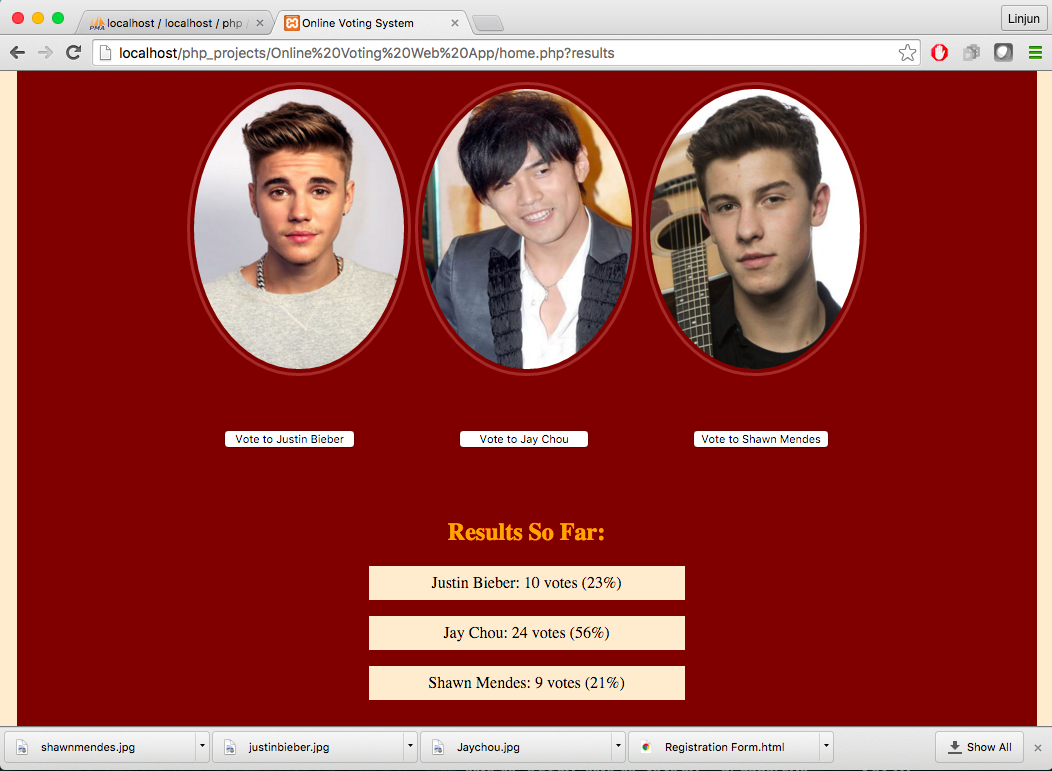 localhost / localhost / php /
Online Voting System
Linjun
localhost/php_projects/Online%20Voting%20Web%20App/home.php?results
Vote to Justin Bieber
Vote to Jay Chou
Vote to Shawn Mendes
Results So Far:
Justin Bieber: 10 votes (23%)
Jay Chou: 24 votes (56%)
Shawn Mendes: 9 votes (21%)
shawnmendes.jpg
justinbieber.jpg
Jaychou.jpg
Registration Form.html
Show All